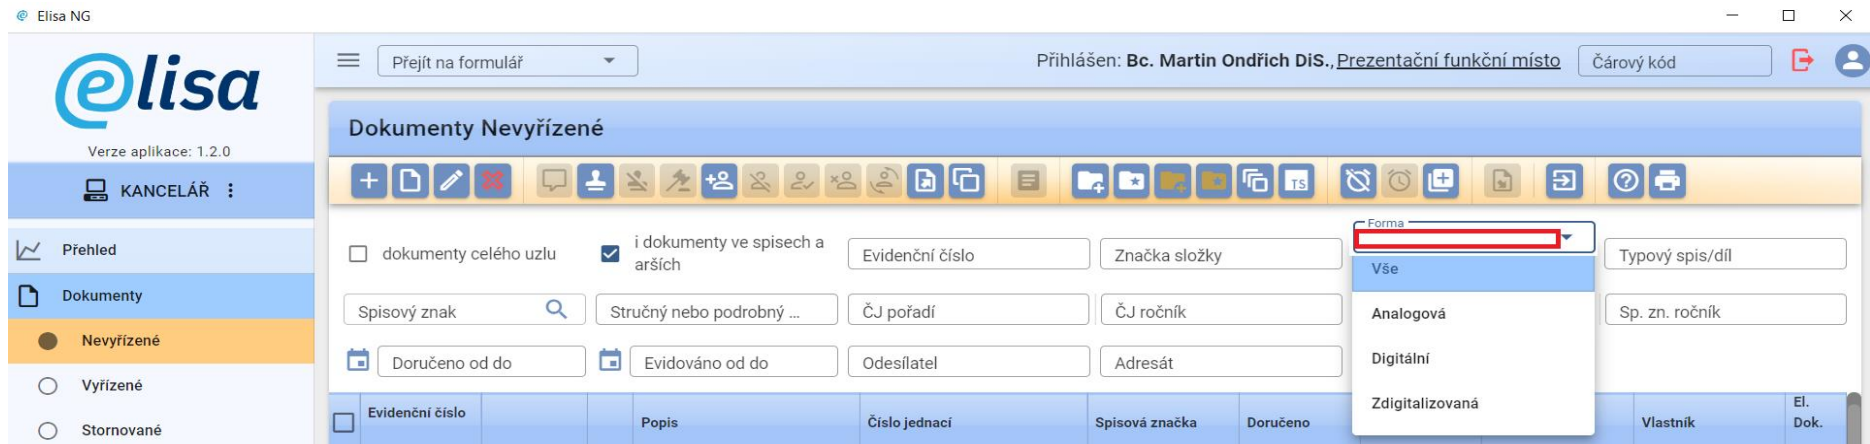 Elisa NG
elisa
Verze aplikace: 1.2.0
KANCELÁŘ
Přehled
Dokumenty
Nevyřízené
Vyřízené
Stornované
Přejít na formulář
Přihlášen: Bc. Martin Ondřich DiS., Prezentační funkční místo
Čárový kód
Dokumenty Nevyřízené
TS
dokumenty celého uzlu
i dokumenty ve spisech a
arších
Evidenční číslo
Značka složky
Forma
Typový spis/díl
Spisový znak
Stručný nebo podrobný ...
ČJ pořadí
ČJ ročník
Sp. zn. ročník
Doručeno od do
Evidováno od do
Odesílatel
Adresát
Vše
Analogová
Digitální
Zdigitalizovaná
Evidenční číslo
Popis
Číslo jednací
Spisová značka
Doručeno
Vlastník
El.
Dok.